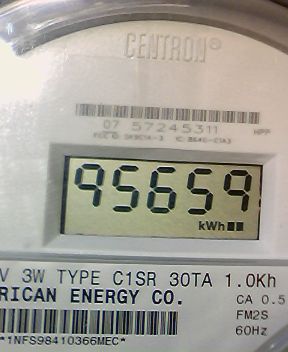 CENTRON®
07 57245311 HPP
95659
kWh
V 3W TYPE C1SR 30TA 1.0Kh
RICAN ENERGY CO. CA 0.5
FM2S
*1NFS98410366MEC* 60Hz